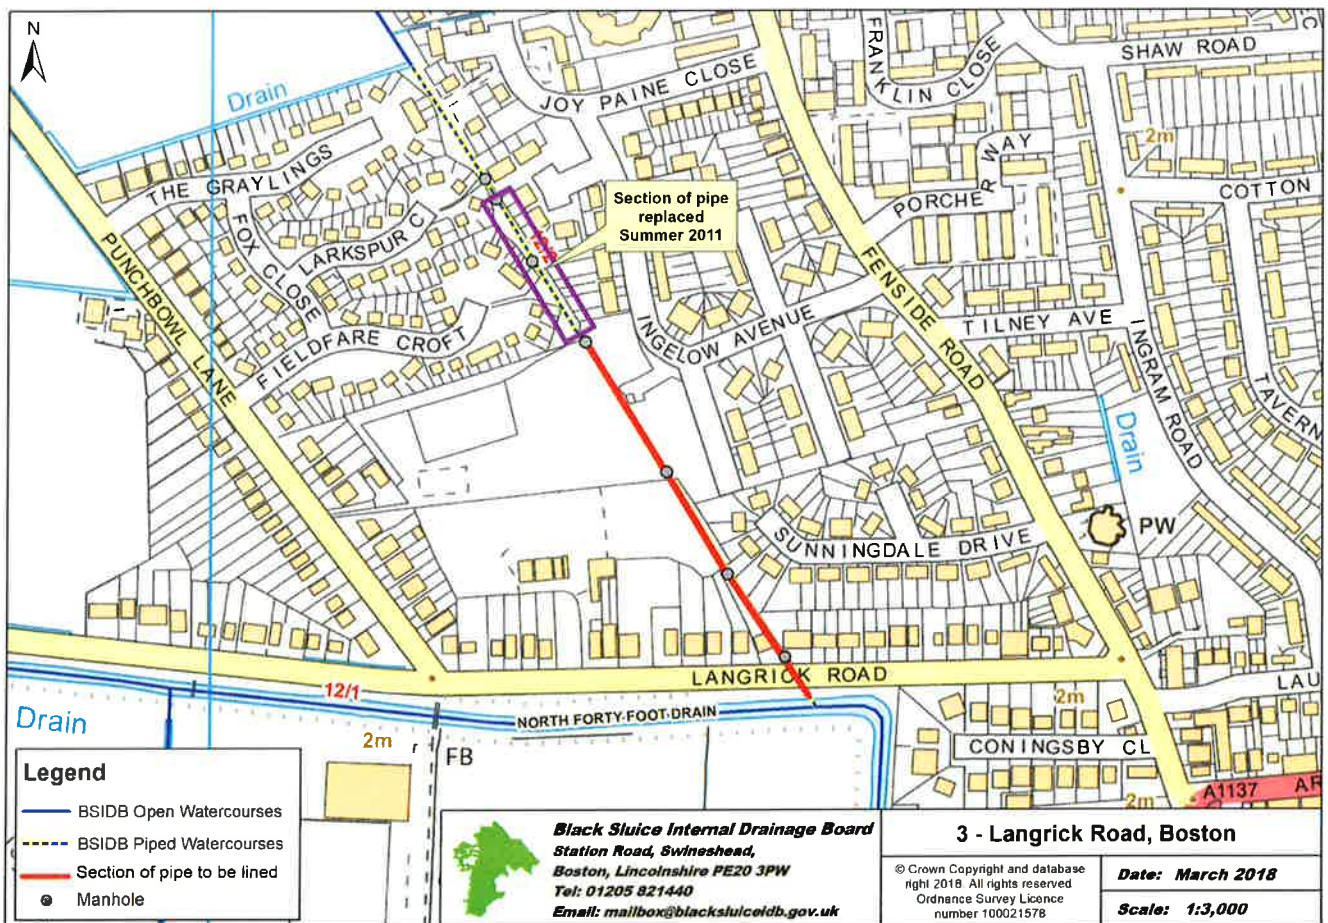 N
Drain
THE GRAYLINGS
FOX CLOSE
LARKSPUR C
FIELDFARE CROFT
PUNCHBOWL LANE
JOY PAINE CLOSE
FRANKLIN CLOSE
SHAW ROAD
2m
COTTON
PORCHER WAY
Section of pipe
replaced
Summer 2011
INGELOW AVENUE
FENSIDE ROAD
TILNEY AVE
INGRAM ROAD
TAVERN
Drain
PW
SUNNINGDALE DRIVE
LANGRICK ROAD
LAU
12/1
NORTH FORTY FOOT DRAIN
Drain
2m
FB
2m
CONINGSBY CL
A1137
AR
2m
Legend
BSIDB Open Watercourses
BSIDB Piped Watercourses
Section of pipe to be lined
Manhole
Black Sluice Internal Drainage Board
Station Road, Swineshead,
Boston, Lincolnshire PE20 3PW
Tel: 01205 821440
Email: mailbox@blacksluiceidb.gov.uk
3 - Langrick Road, Boston
© Crown Copyright and database
right 2018. All rights reserved
Ordnance Survey Licence
number 100021578
Date: March 2018
Scale: 1:3,000